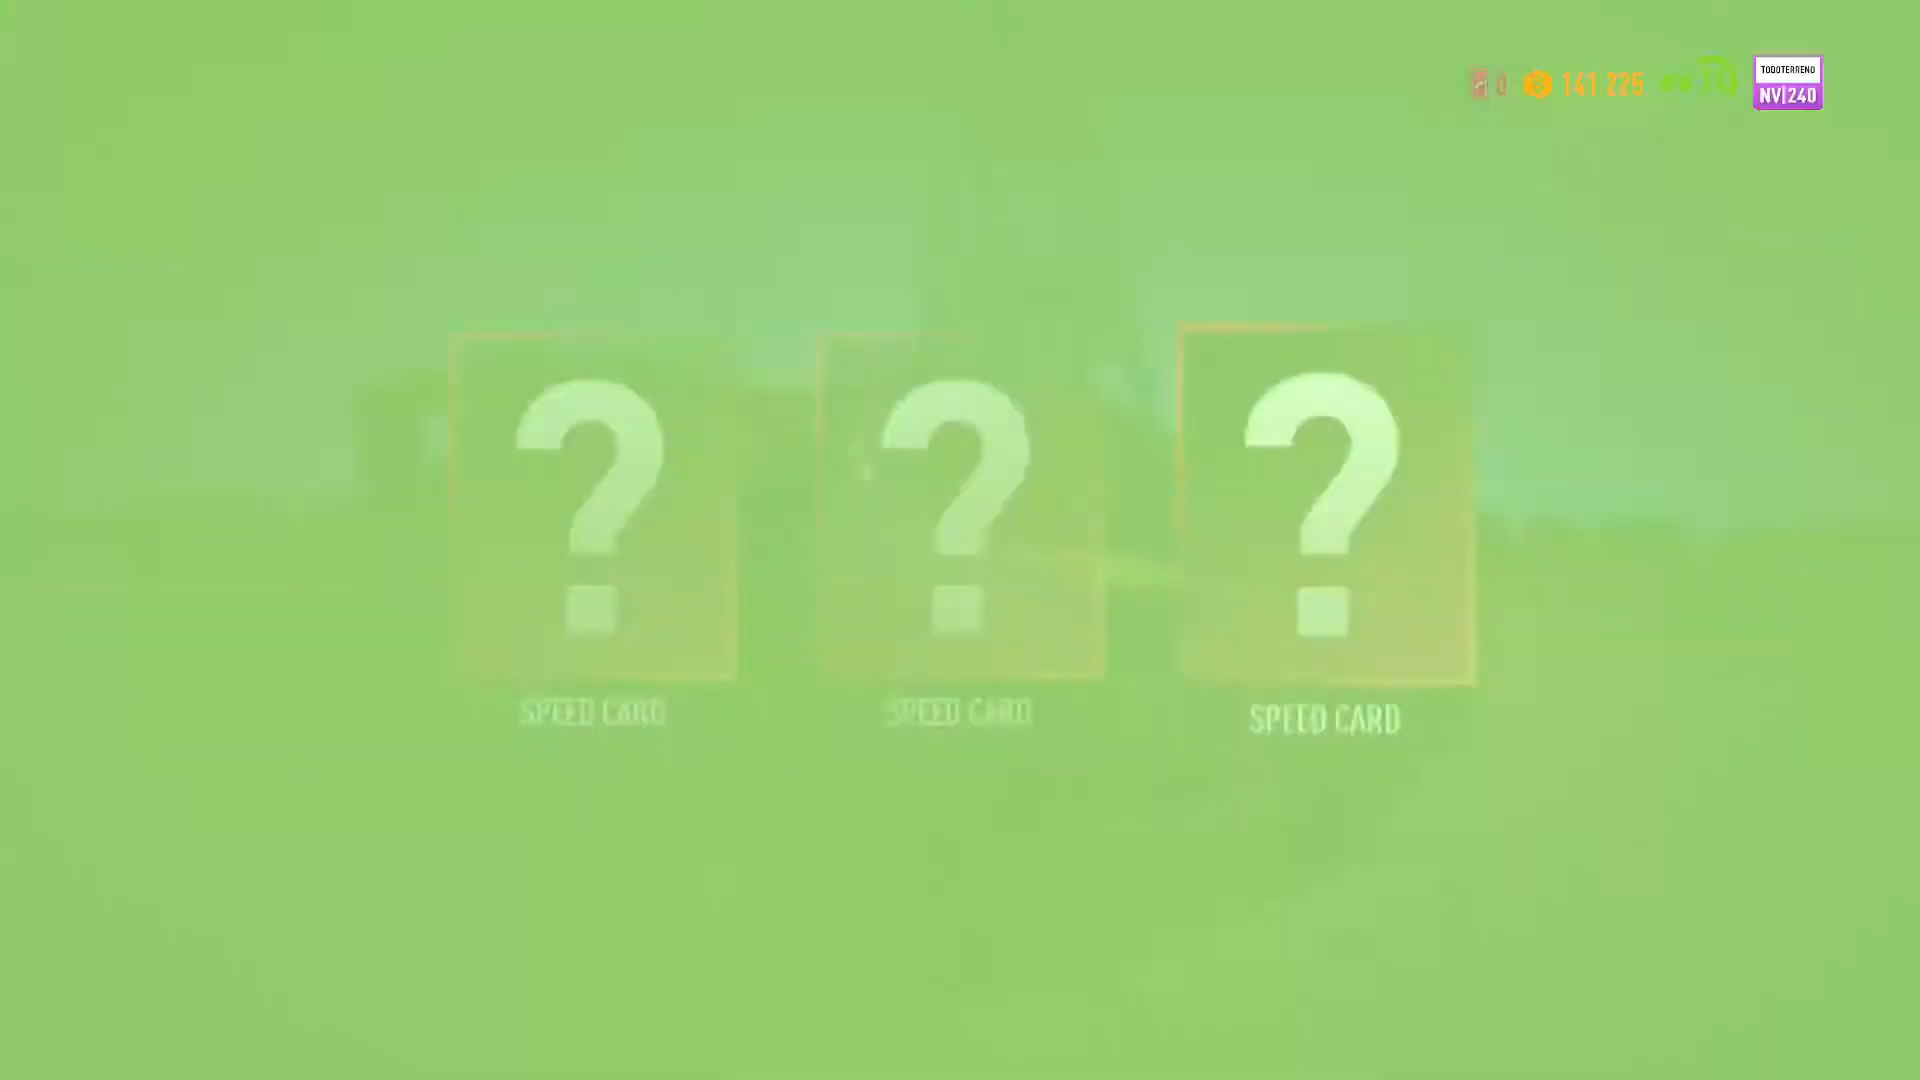 0 141.225
TODOTERRENO
NV|240
? ? ?
SPEED CARD SPEED CARD SPEED CARD